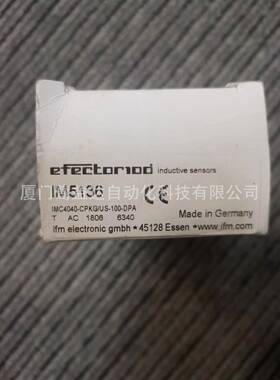 efector100 inductive sensors
IM5136
IMC4040-CPKG/US-100-DPA
CE
T AC 1806 6340
Made in Germany
ifm electronic gmbh • 45128 Essen • www.ifm.com